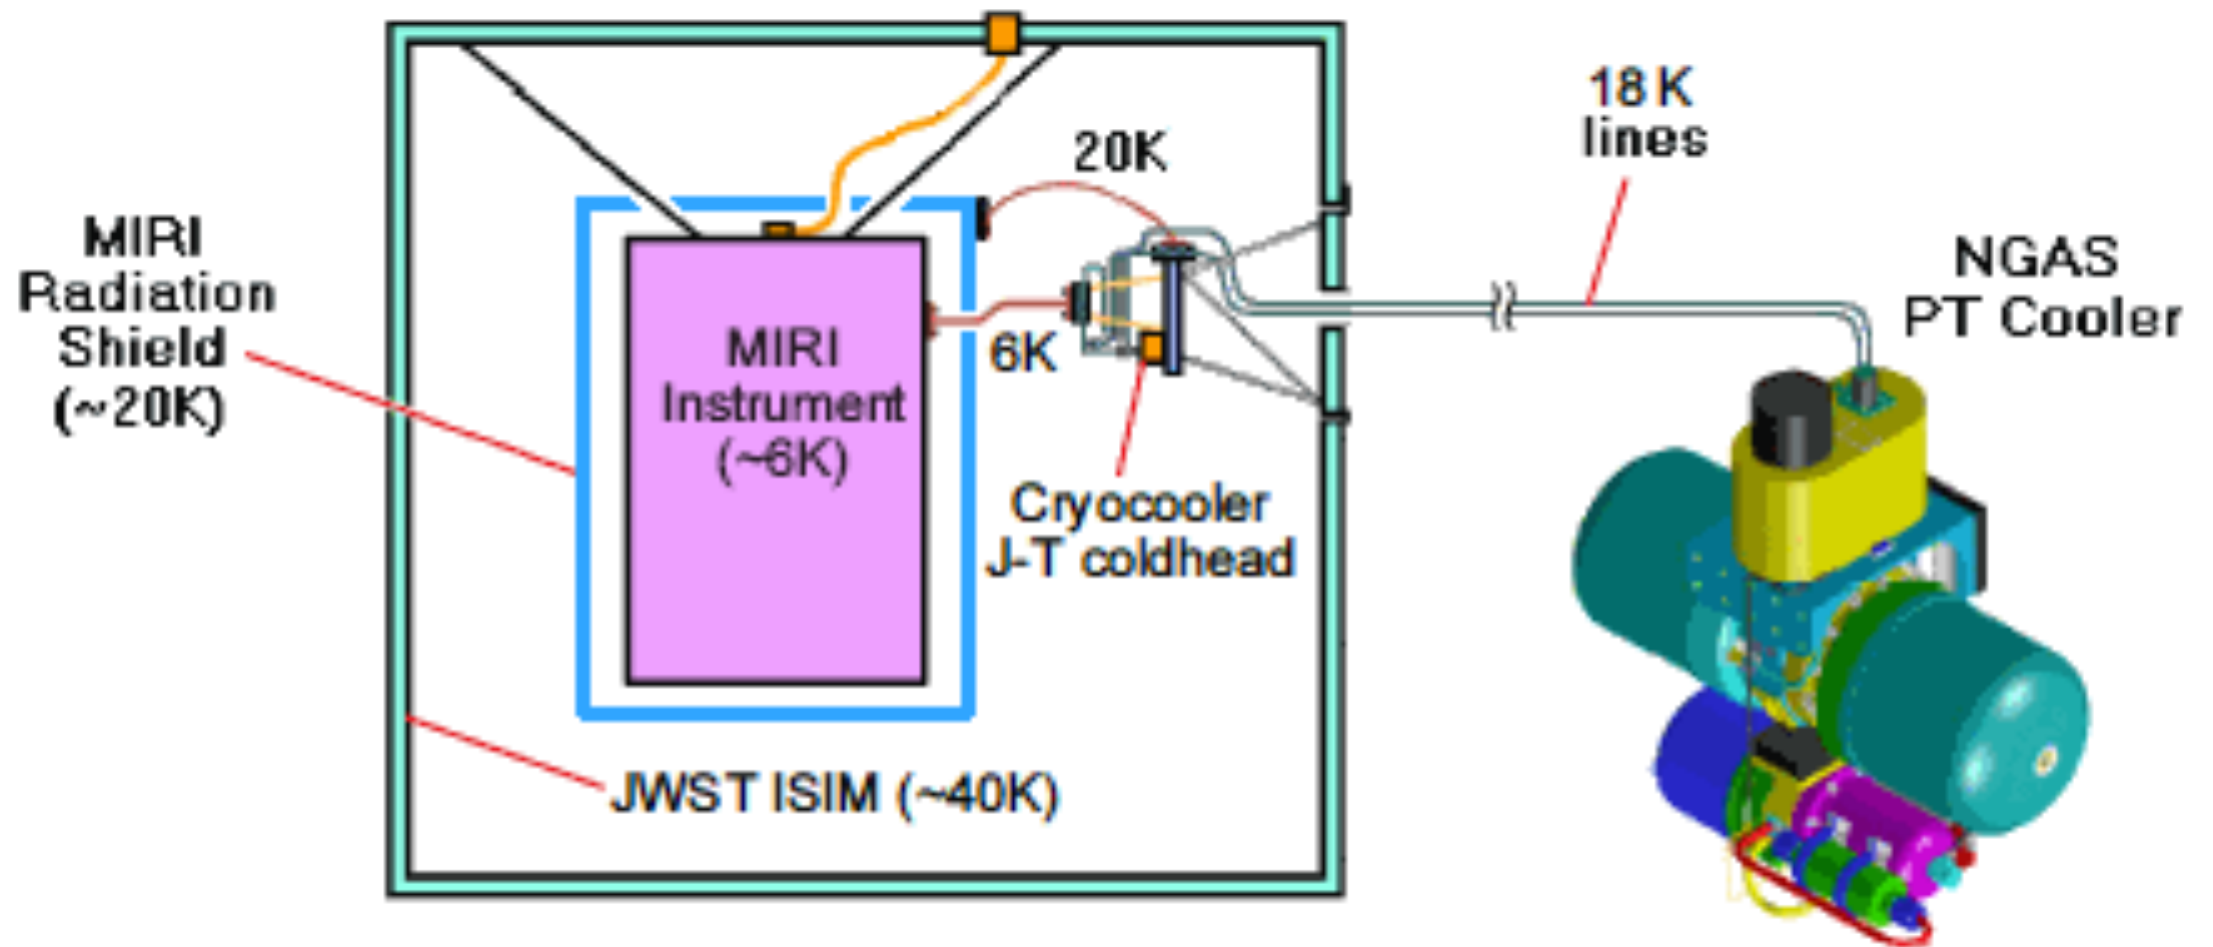 18 K
lines
20K
MIRI
Radiation
Shield
(~20K)
NGAS
PT Cooler
MIRI
Instrument
(~6K)
6K
Cryocooler
J-T coldhead
JWST ISIM (~40K)